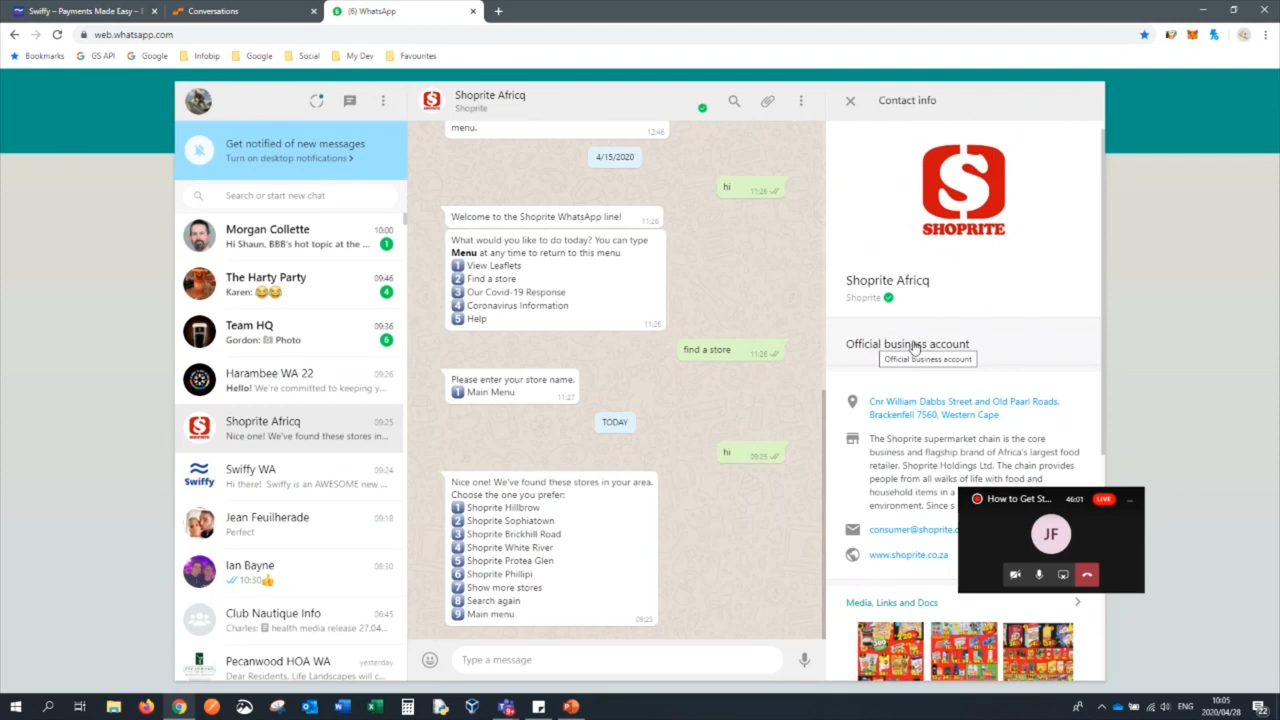 Swiffy – Payments Made Easy – E
Conversations
(6) WhatsApp
web.whatsapp.com
Bookmarks
GS API
Google
Infobip
Google
Social
My Dev
Favourites
Get notified of new messages
Turn on desktop notifications >
Search or start new chat
Morgan Collette
10:00
Hi Shaun, BBB's hot topic at the ...
1
The Harty Party
09:46
Karen: 😂😂
4
Team HQ
09:36
Gordon: 📷 Photo
6
Harambee WA 22
09:26
Hello! We're committed to keeping y...
Shoprite Africq
09:25
Nice one! We've found these stores in...
Swiffy WA
09:24
Hi there! Swiffy is an AWESOME new ...
Swiffy
Jean Feuilherade
09:18
Perfect
Ian Bayne
08:30
10:30👍
Club Nautique Info
06:45
Charles: health media release 27.04...
Pecanwood HOA WA
yesterday
Dear Residents, Life Landscapes will c...
Shoprite Africq
Shoprite
menu.
12:46
4/15/2020
hi
11:26
Welcome to the Shoprite WhatsApp line!
11:26
What would you like to do today? You can type
Menu at any time to return to this menu
1 View Leaflets
2 Find a store
3 Our Covid-19 Response
4 Coronavirus Information
5 Help
11:26
find a store
11:26
Please enter your store name.
1 Main Menu
11:27
TODAY
hi
09:25
Nice one! We've found these stores in your area.
Choose the one you prefer:
1 Shoprite Hillbrow
2 Shoprite Sophiatown
3 Shoprite Brickhill Road
4 Shoprite White River
5 Shoprite Protea Glen
6 Shoprite Phillipi
7 Show more stores
8 Search again
9 Main menu
09:25
Type a message
Contact info
SHOPRITE
Shoprite Africq
Shoprite
Official business account
Official business account
Cnr William Dabbs Street and Old Paarl Roads,
Brackenfell 7560, Western Cape
The Shoprite supermarket chain is the core
business and flagship brand of Africa's largest food
retailer. Shoprite Holdings Ltd. The chain provides
people from all walks of life with food and
household items in a
environment. Since s
consumer@shoprite.c
www.shoprite.co.za
Media, Links and Docs
How to Get St...
46:01
LIVE
JF
ENG
10:05
2020/04/28
22